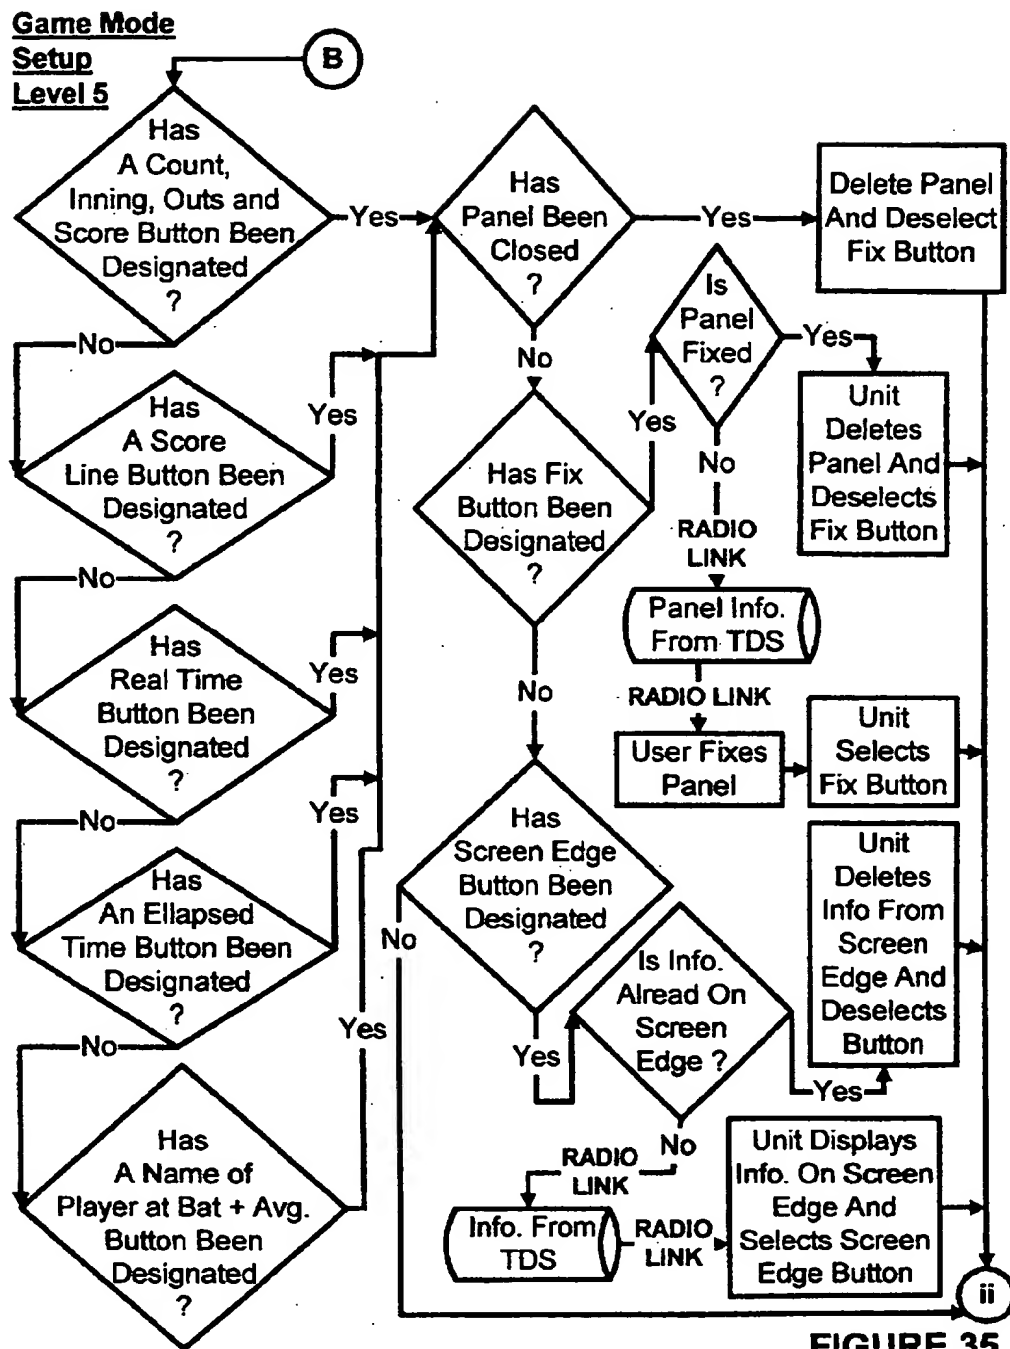 Game Mode
Setup
Level 5
B
Has
A Count,
Inning, Outs and
Score Button Been
Designated
?
Yes
No
Has
A Score
Line Button Been
Designated
?
Yes
No
Has
Real Time
Button Been
Designated
?
Yes
No
Has
An Ellapsed
Time Button Been
Designated
?
Yes
No
Has
A Name of
Player at Bat + Avg.
Button Been
Designated
?
Yes
Has
Panel Been
Closed
?
Yes
Delete Panel
And Deselect
Fix Button
No
Has Fix
Button Been
Designated
?
Yes
Is
Panel
Fixed
?
Yes
Unit
Deletes
Panel And
Deselects
Fix Button
No
RADIO
LINK
Panel Info.
From TDS
RADIO LINK
User Fixes
Panel
Unit
Selects
Fix Button
No
Has
Screen Edge
Button Been
Designated
?
No
Yes
Is Info.
Alread On
Screen
Edge ?
Yes
Unit
Deletes
Info From
Screen
Edge And
Deselects
Button
No
RADIO
LINK
Info. From
TDS
RADIO
LINK
Unit Displays
Info. On Screen
Edge And
Selects Screen
Edge Button
ii
FIGURE 35